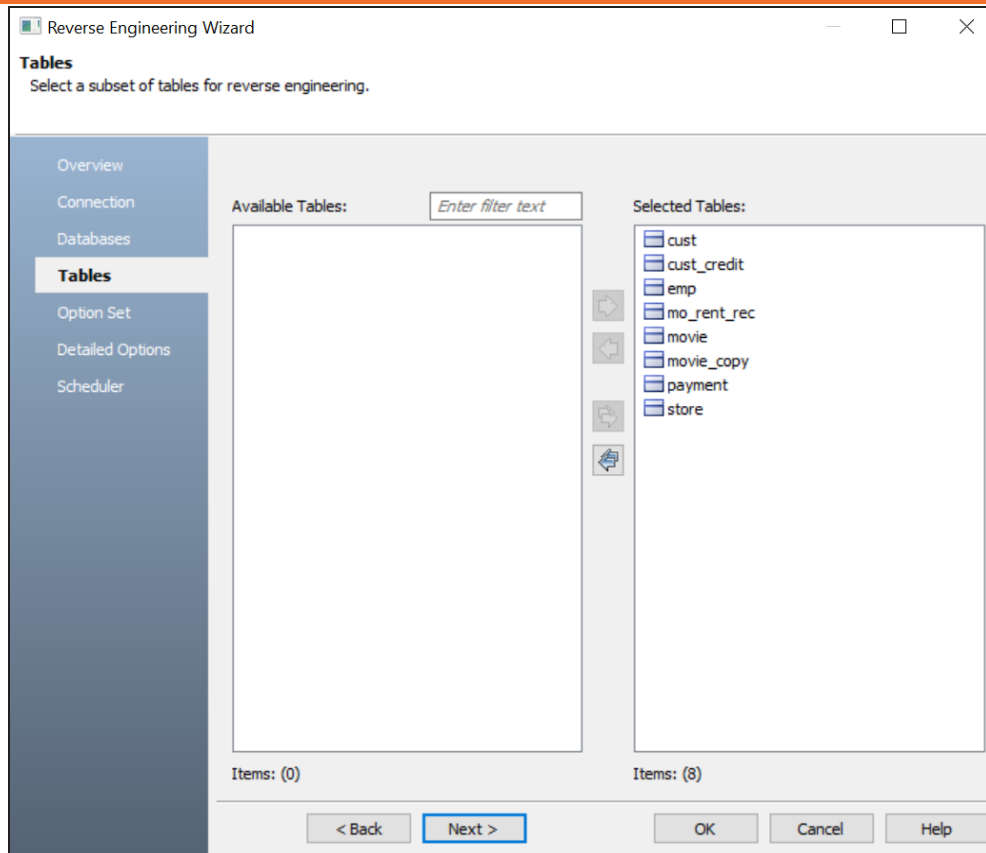 Reverse Engineering Wizard
Tables
Select a subset of tables for reverse engineering.
Overview
Connection
Databases
Tables
Option Set
Detailed Options
Scheduler
Available Tables:
Enter filter text
Items: (0)
Selected Tables:
cust
cust_credit
emp
mo_rent_rec
movie
movie_copy
payment
store
Items: (8)
< Back
Next >
OK
Cancel
Help